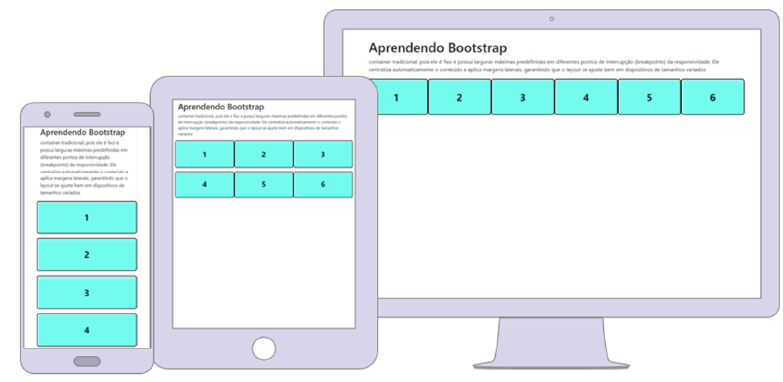 Aprendendo Bootstrap
container tradicional, pois ele é fixo e
possui larguras máximas predefinidas em
diferentes pontos de interrupção
(breakpoints) da responsividade. Ele
centraliza automaticamente o conteúdo e
aplica margens laterais, garantindo que o
layout se ajuste bem em dispositivos de
tamanhos variados
1
2
3
4
Aprendendo Bootstrap
container tradicional, pois ele é fixo e possui larguras máximas predefinidas em diferentes pontos
de interrupção (breakpoints) da responsividade. Ele centraliza automaticamente o conteúdo e
aplica margens laterais, garantindo que o layout se ajuste bem em dispositivos de tamanhos
variados
1 2 3
4 5 6
Aprendendo Bootstrap
container tradicional, pois ele é fixo e possui larguras máximas predefinidas em diferentes pontos de interrupção (breakpoints) da responsividade. Ele
centraliza automaticamente o conteúdo e aplica margens laterais, garantindo que o layout se ajuste bem em dispositivos de tamanhos variados
1 2 3 4 5 6